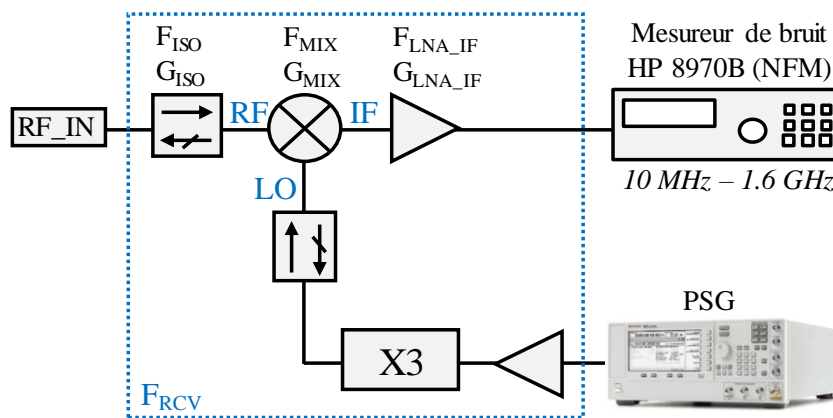 F_ISO
G_ISO
F_MIX
G_MIX
F_LNA_IF
G_LNA_IF
Mesureur de bruit
HP 8970B (NFM)
RF_IN
RF
IF
10 MHz – 1.6 GHz
LO
PSG
X3
F_RCV